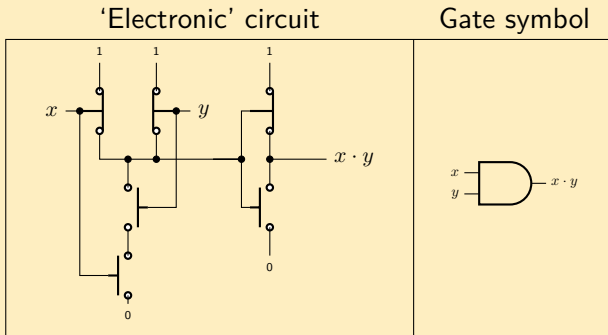 ‘Electronic’ circuit Gate symbol
1 1 1
x y
x · y
0
0
x
y
x · y